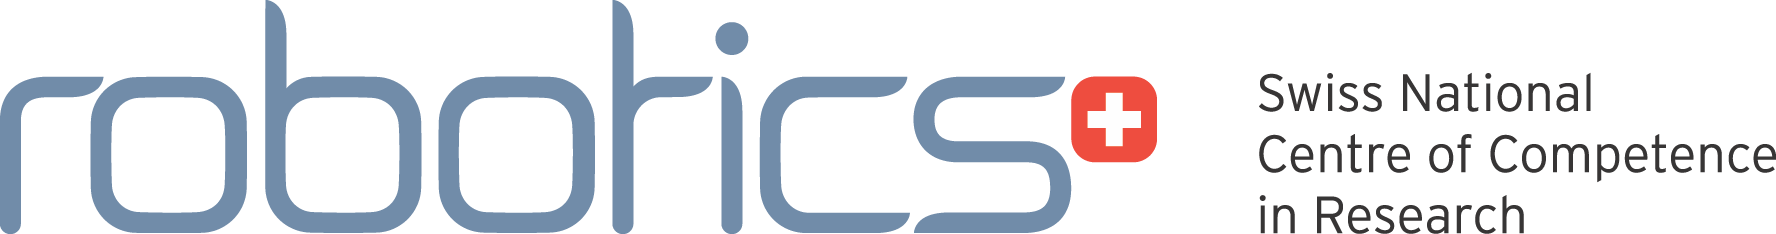 robotics
Swiss National
Centre of Competence
in Research